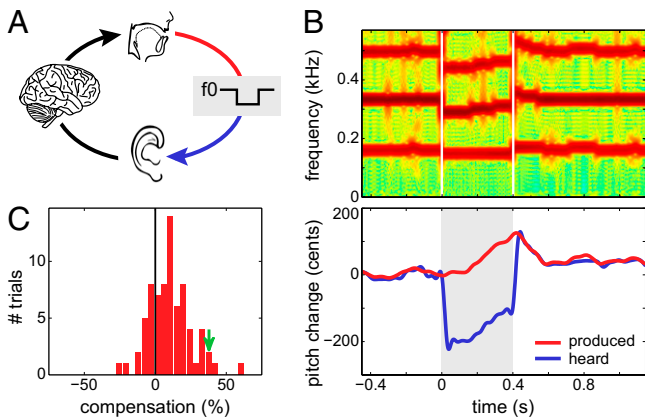 A
f0
B
frequency (kHz)
0.4
0.2
0
pitch change (cents)
200
0
−200
produced
heard
−0.4
0
0.4
0.8
time (s)
C
# trials
10
5
0
−50
0
50
compensation (%)